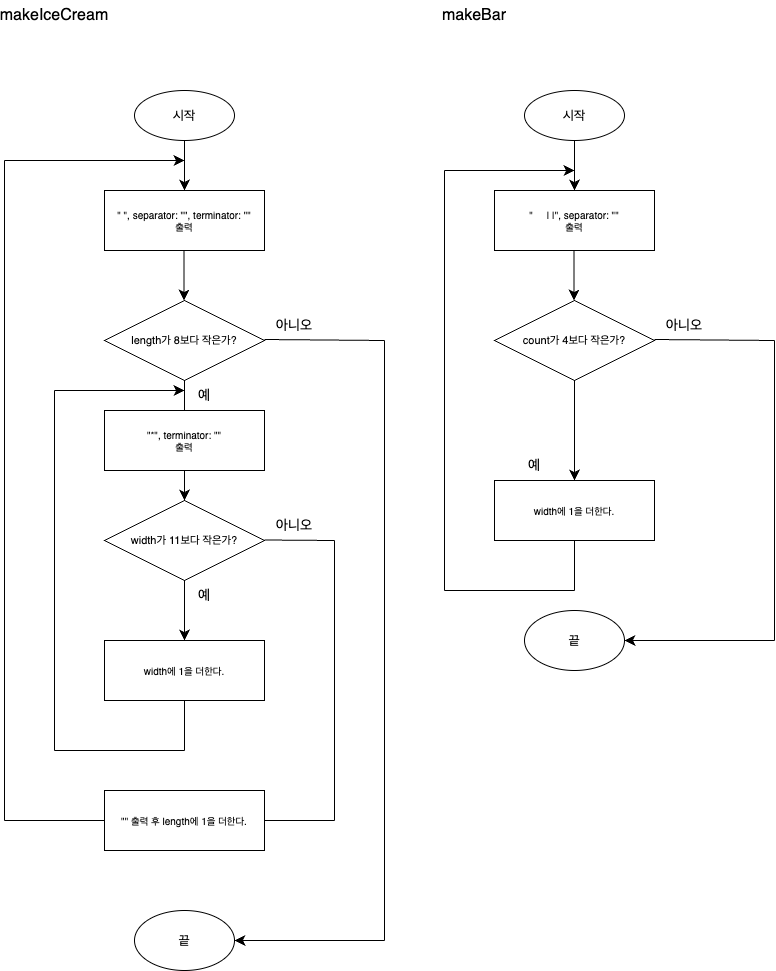 makeIceCream
시작
" ", separator: "", terminator: ""
출력
length가 8보다 작은가?
아니오
예
"*", terminator: ""
출력
width가 11보다 작은가?
아니오
예
width에 1을 더한다.
"" 출력 후 length에 1을 더한다.
끝
makeBar
시작
"     | |", separator: ""
출력
count가 4보다 작은가?
아니오
예
width에 1을 더한다.
끝